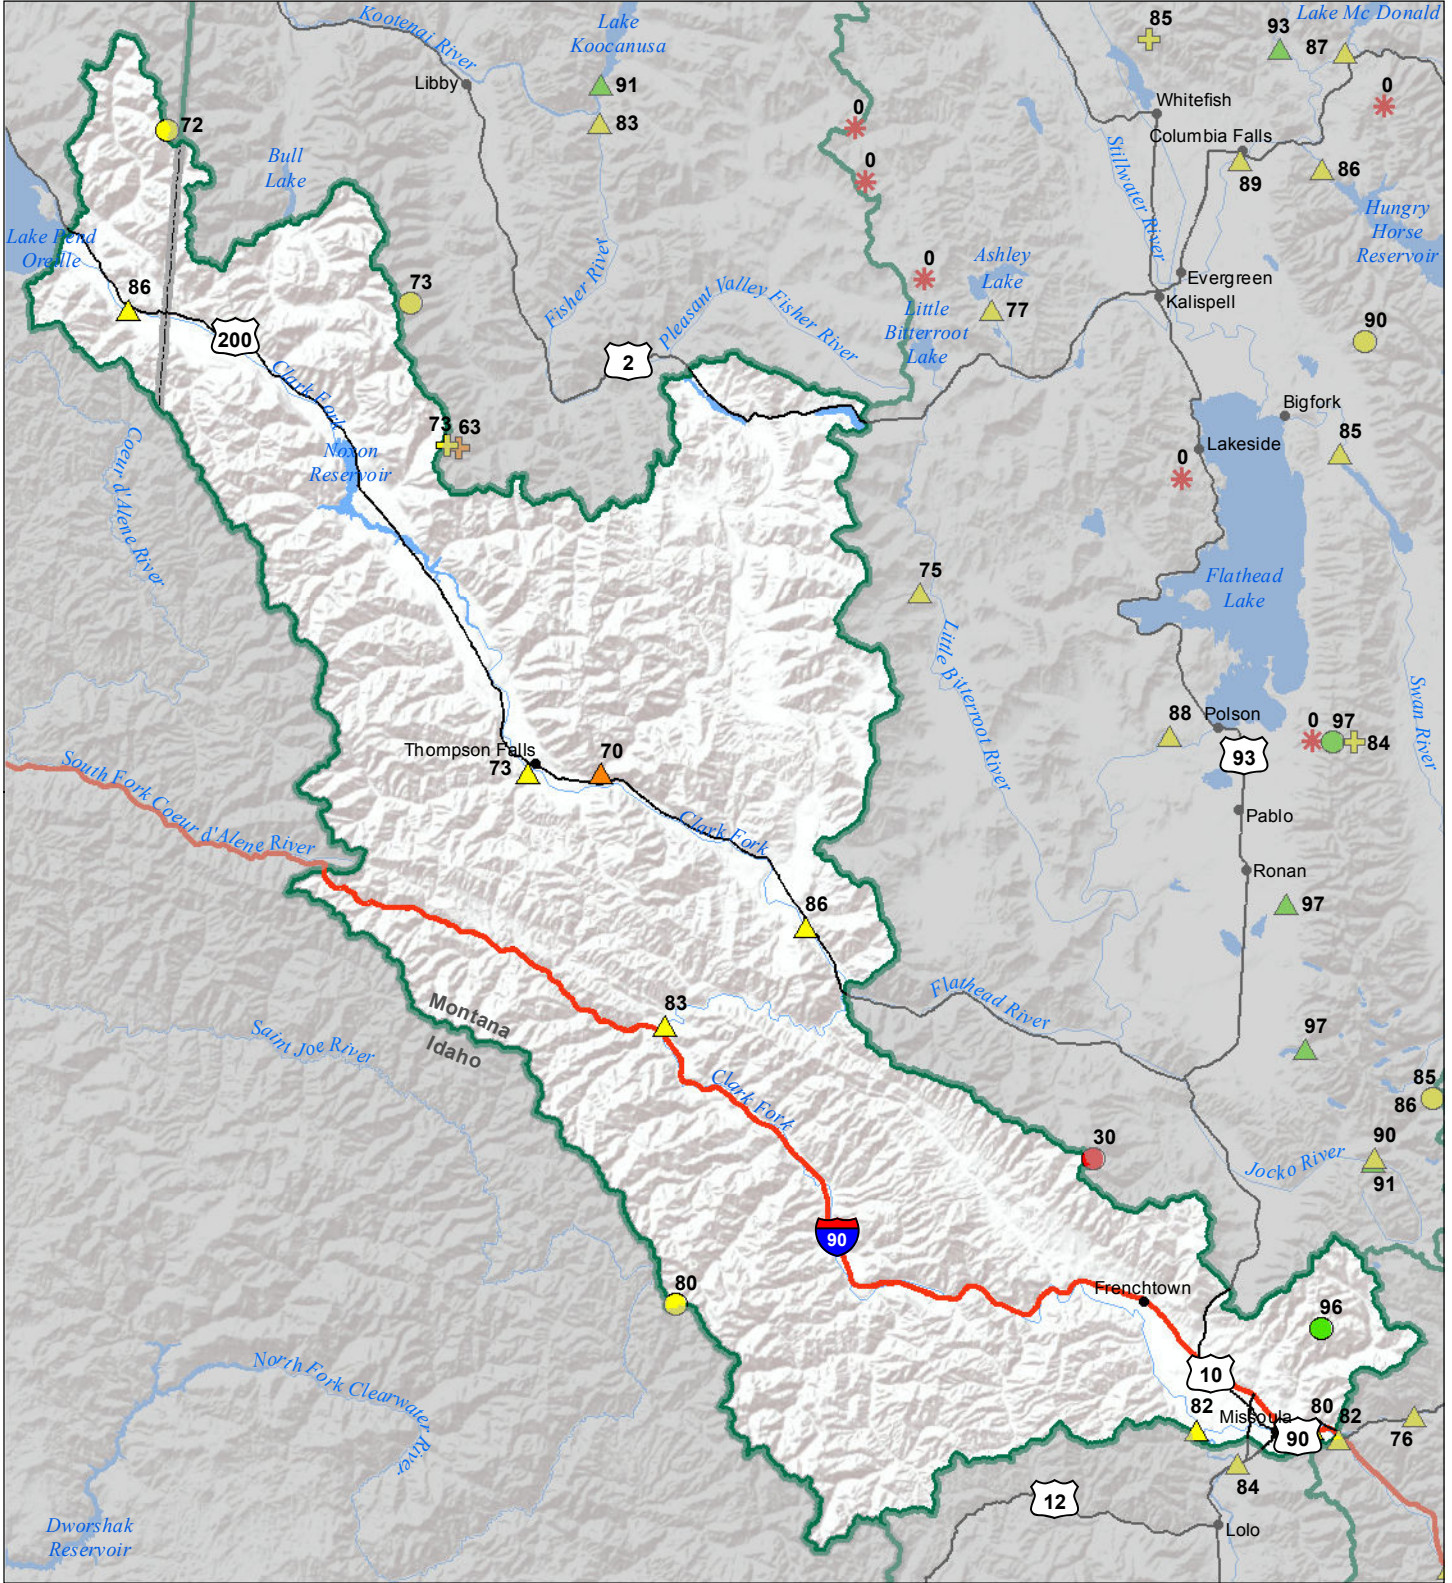 Kootenai River
Lake
Koocanusa
85
93
Lake Mc Donald
87
Libby
91
0
0
Whitefish
72
83
Columbia Falls
Bull
Lake
0
Stillwater River
89
86
Hungry
Horse
Reservoir
Lake Pend
Oreille
Fisher River
Ashley
Lake
0
Evergreen
86
73
Pleasant Valley Fisher River
Little
Bitterroot
Lake
77
Kalispell
200
2
90
Clark Fork
Bigfork
73
63
Noxon
Reservoir
Lakeside
85
0
Coeur d'Alene River
75
Flathead
Lake
Little Bitterroot River
Swan River
88
Polson
0
97
84
Thompson Falls
70
73
93
South Fork Coeur d'Alene River
Clark Fork
Pablo
Ronan
86
97
Flathead River
83
Montana
Idaho
Saint Joe River
97
Clark Fork
85
86
30
90
Jocko River
91
90
80
Frenchtown
96
North Fork Clearwater River
10
82
Missoula
80
82
90
76
84
12
Lolo
Dworshak
Reservoir